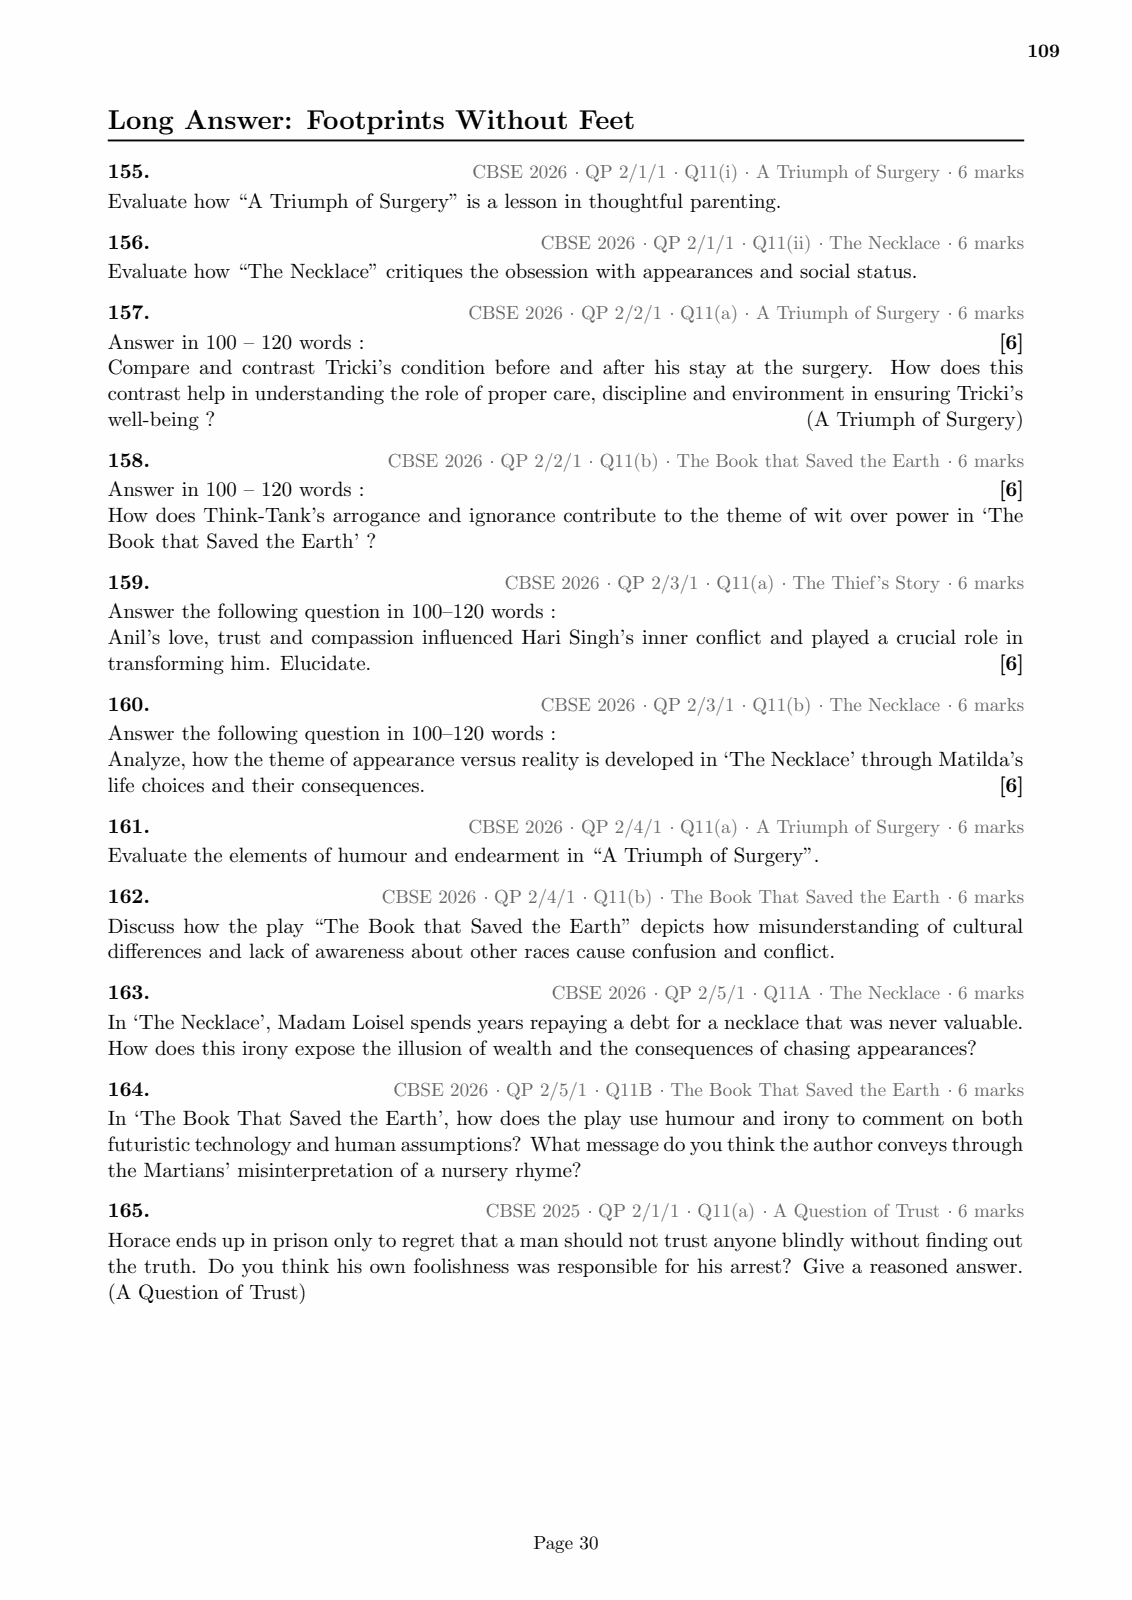 109
Long Answer: Footprints Without Feet
155. CBSE 2026 · QP 2/1/1 · Q11(i) · A Triumph of Surgery · 6 marks
Evaluate how “A Triumph of Surgery” is a lesson in thoughtful parenting.
156. CBSE 2026 · QP 2/1/1 · Q11(ii) · The Necklace · 6 marks
Evaluate how “The Necklace” critiques the obsession with appearances and social status.
157. CBSE 2026 · QP 2/2/1 · Q11(a) · A Triumph of Surgery · 6 marks
Answer in 100 – 120 words : [6]
Compare and contrast Tricki’s condition before and after his stay at the surgery. How does this
contrast help in understanding the role of proper care, discipline and environment in ensuring Tricki’s
well-being ? (A Triumph of Surgery)
158. CBSE 2026 · QP 2/2/1 · Q11(b) · The Book that Saved the Earth · 6 marks
Answer in 100 – 120 words : [6]
How does Think-Tank’s arrogance and ignorance contribute to the theme of wit over power in ‘The
Book that Saved the Earth’ ?
159. CBSE 2026 · QP 2/3/1 · Q11(a) · The Thief’s Story · 6 marks
Answer the following question in 100–120 words :
Anil’s love, trust and compassion influenced Hari Singh’s inner conflict and played a crucial role in
transforming him. Elucidate. [6]
160. CBSE 2026 · QP 2/3/1 · Q11(b) · The Necklace · 6 marks
Answer the following question in 100–120 words :
Analyze, how the theme of appearance versus reality is developed in ‘The Necklace’ through Matilda’s
life choices and their consequences. [6]
161. CBSE 2026 · QP 2/4/1 · Q11(a) · A Triumph of Surgery · 6 marks
Evaluate the elements of humour and endearment in “A Triumph of Surgery”.
162. CBSE 2026 · QP 2/4/1 · Q11(b) · The Book That Saved the Earth · 6 marks
Discuss how the play “The Book that Saved the Earth” depicts how misunderstanding of cultural
differences and lack of awareness about other races cause confusion and conflict.
163. CBSE 2026 · QP 2/5/1 · Q11A · The Necklace · 6 marks
In ‘The Necklace’, Madam Loisel spends years repaying a debt for a necklace that was never valuable.
How does this irony expose the illusion of wealth and the consequences of chasing appearances?
164. CBSE 2026 · QP 2/5/1 · Q11B · The Book That Saved the Earth · 6 marks
In ‘The Book That Saved the Earth’, how does the play use humour and irony to comment on both
futuristic technology and human assumptions? What message do you think the author conveys through
the Martians’ misinterpretation of a nursery rhyme?
165. CBSE 2025 · QP 2/1/1 · Q11(a) · A Question of Trust · 6 marks
Horace ends up in prison only to regret that a man should not trust anyone blindly without finding out
the truth. Do you think his own foolishness was responsible for his arrest? Give a reasoned answer.
(A Question of Trust)
Page 30